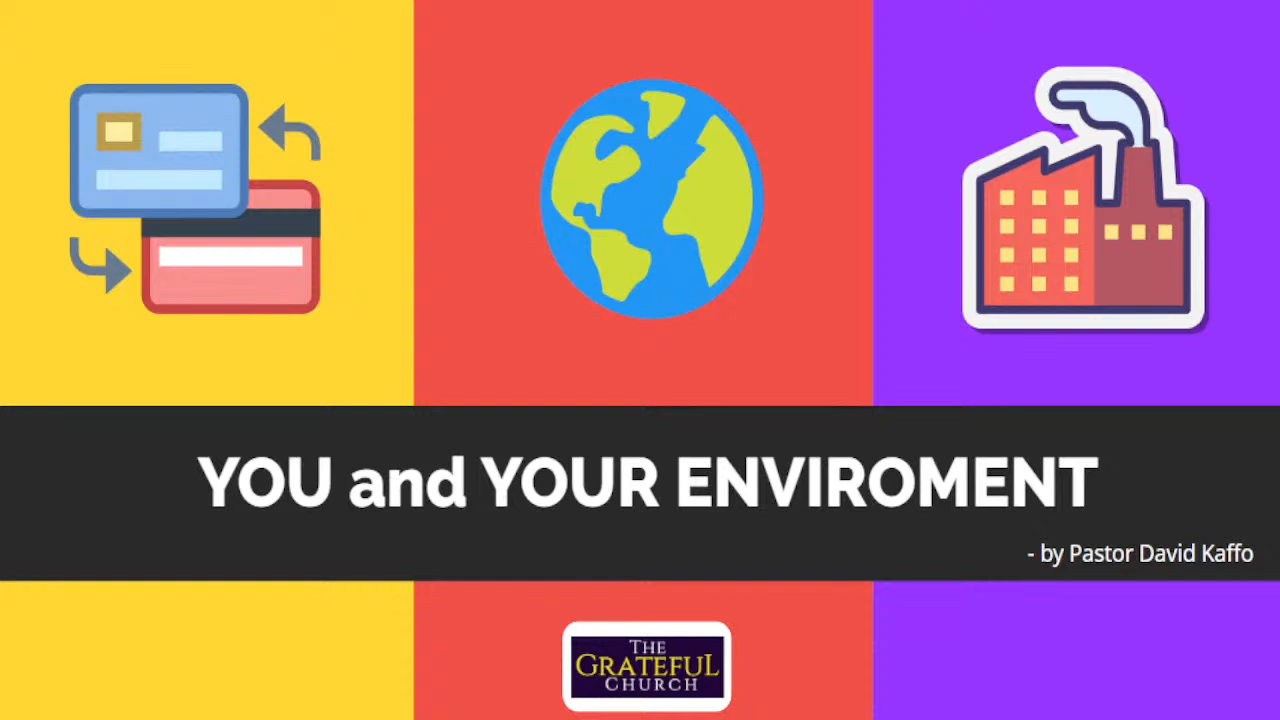 YOU and YOUR ENVIROMENT
- by Pastor David Kaffo
THE
GRATEFUL
CHURCH